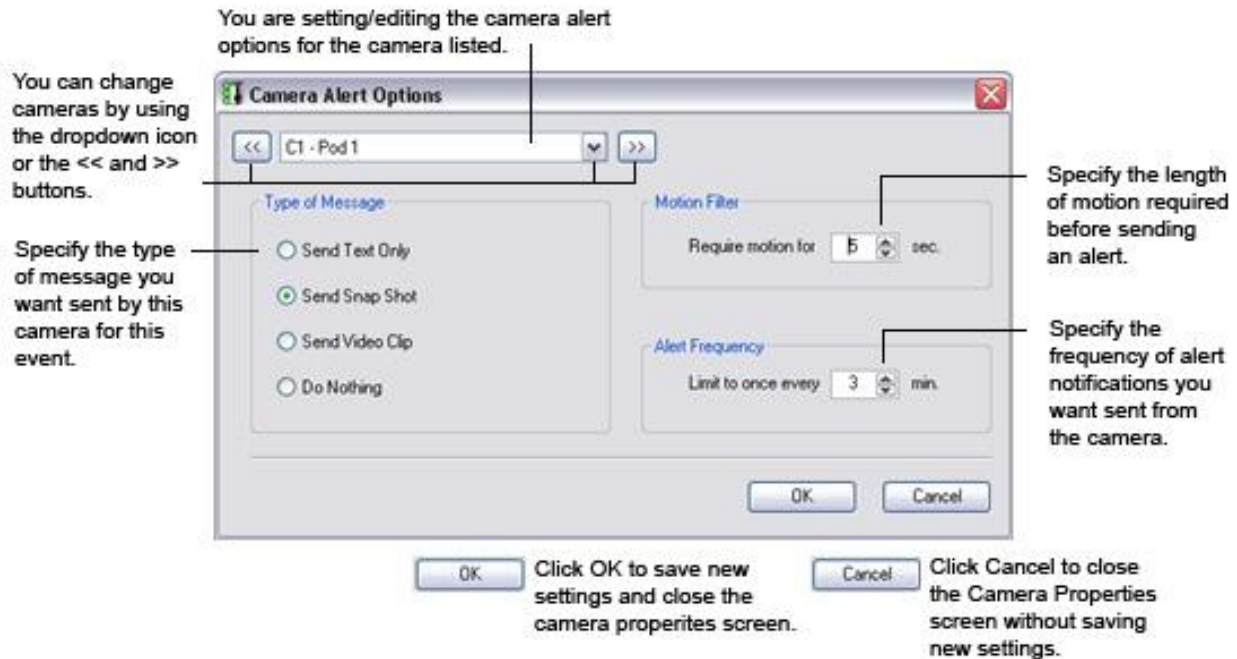 You are setting/editing the camera alert
options for the camera listed.
You can change
cameras by using
the dropdown icon
or the << and >>
buttons.
Camera Alert Options
<<
C1 - Pod 1
>>
Type of Message
Specify the type
of message you
want sent by this
camera for this
event.
Send Text Only
Send Snap Shot
Send Video Clip
Do Nothing
Motion Filter
Require motion for 5 sec.
Specify the length
of motion required
before sending
an alert.
Alert Frequency
Limit to once every 3 min.
Specify the
frequency of alert
notifications you
want sent from
the camera.
OK
Cancel
OK
Click OK to save new
settings and close the
camera properites screen.
Cancel
Click Cancel to close
the Camera Properties
screen without saving
new settings.